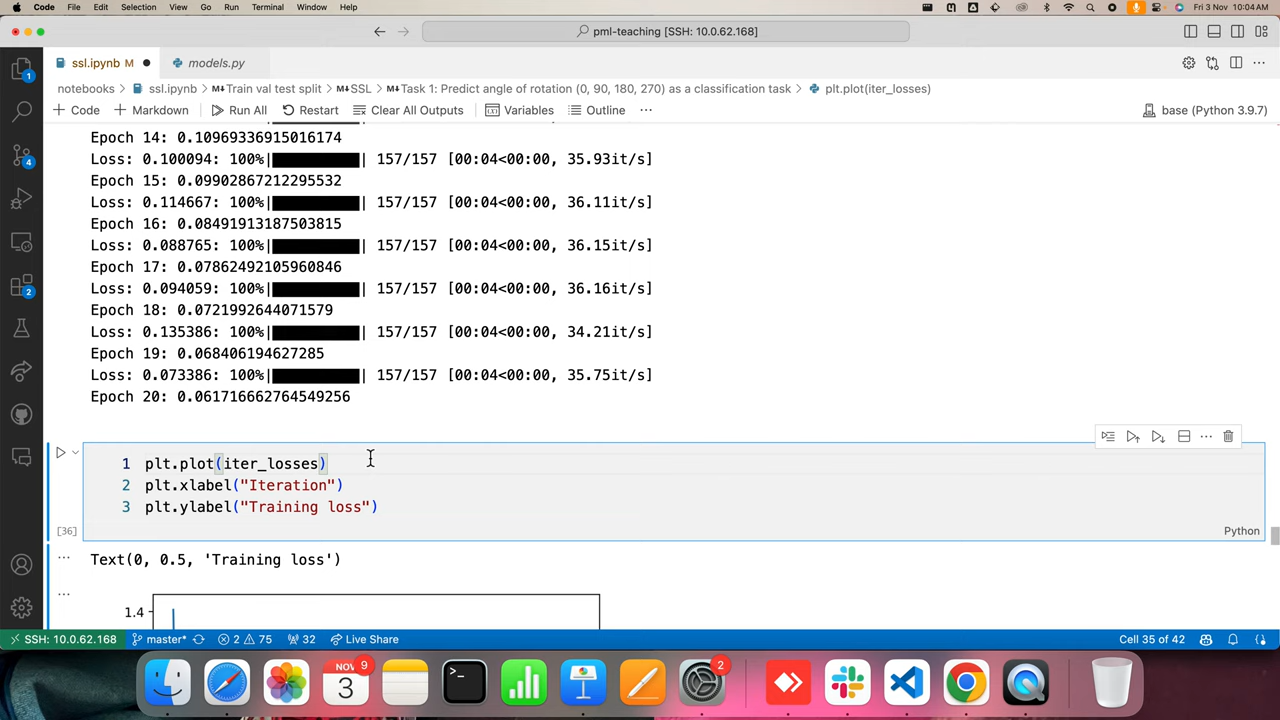 Code File Edit Selection View Go Run Terminal Window Help Fri 3 Nov 10:04 AM
pml-teaching [SSH: 10.0.62.168]
ssl.ipynb M models.py
notebooks > ssl.ipynb > Train val test split > SSL > Task 1: Predict angle of rotation (0, 90, 180, 270) as a classification task > plt.plot(iter_losses)
+ Code + Markdown Run All Restart Clear All Outputs Variables Outline ... base (Python 3.9.7)
Epoch 14: 0.10969336915016174
Loss: 0.100094: 100%| | 157/157 [00:04<00:00, 35.93it/s]
Epoch 15: 0.09902867212295532
Loss: 0.114667: 100%| | 157/157 [00:04<00:00, 36.11it/s]
Epoch 16: 0.08491913187503815
Loss: 0.088765: 100%| | 157/157 [00:04<00:00, 36.15it/s]
Epoch 17: 0.07862492105960846
Loss: 0.094059: 100%| | 157/157 [00:04<00:00, 36.16it/s]
Epoch 18: 0.0721992644071579
Loss: 0.135386: 100%| | 157/157 [00:04<00:00, 34.21it/s]
Epoch 19: 0.068406194627285
Loss: 0.073386: 100%| | 157/157 [00:04<00:00, 35.75it/s]
Epoch 20: 0.061716662764549256
1 plt.plot(iter_losses)
2 plt.xlabel("Iteration")
3 plt.ylabel("Training loss")
[36] Python
Text(0, 0.5, 'Training loss')
1.4
SSH: 10.0.62.168 master* 2 75 32 Live Share Cell 35 of 42
NOV 3 9 2
1
4
2